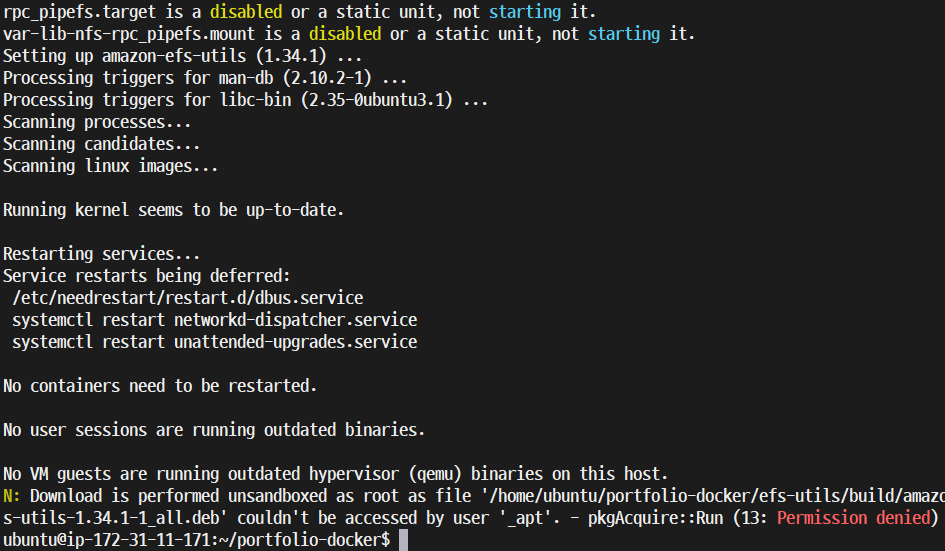 rpc_pipefs.target is a disabled or a static unit, not starting it.
var-lib-nfs-rpc_pipefs.mount is a disabled or a static unit, not starting it.
Setting up amazon-efs-utils (1.34.1) ...
Processing triggers for man-db (2.10.2-1) ...
Processing triggers for libc-bin (2.35-0ubuntu3.1) ...
Scanning processes...
Scanning candidates...
Scanning linux images...
Running kernel seems to be up-to-date.
Restarting services...
Service restarts being deferred:
/etc/needrestart/restart.d/dbus.service
systemctl restart networkd-dispatcher.service
systemctl restart unattended-upgrades.service
No containers need to be restarted.
No user sessions are running outdated binaries.
No VM guests are running outdated hypervisor (qemu) binaries on this host.
N: Download is performed unsandboxed as root as file '/home/ubuntu/portfolio-docker/efs-utils/build/amazo
s-utils-1.34.1-1_all.deb' couldn't be accessed by user '_apt'. - pkgAcquire::Run (13: Permission denied)
ubuntu@ip-172-31-11-171:~/portfolio-docker$